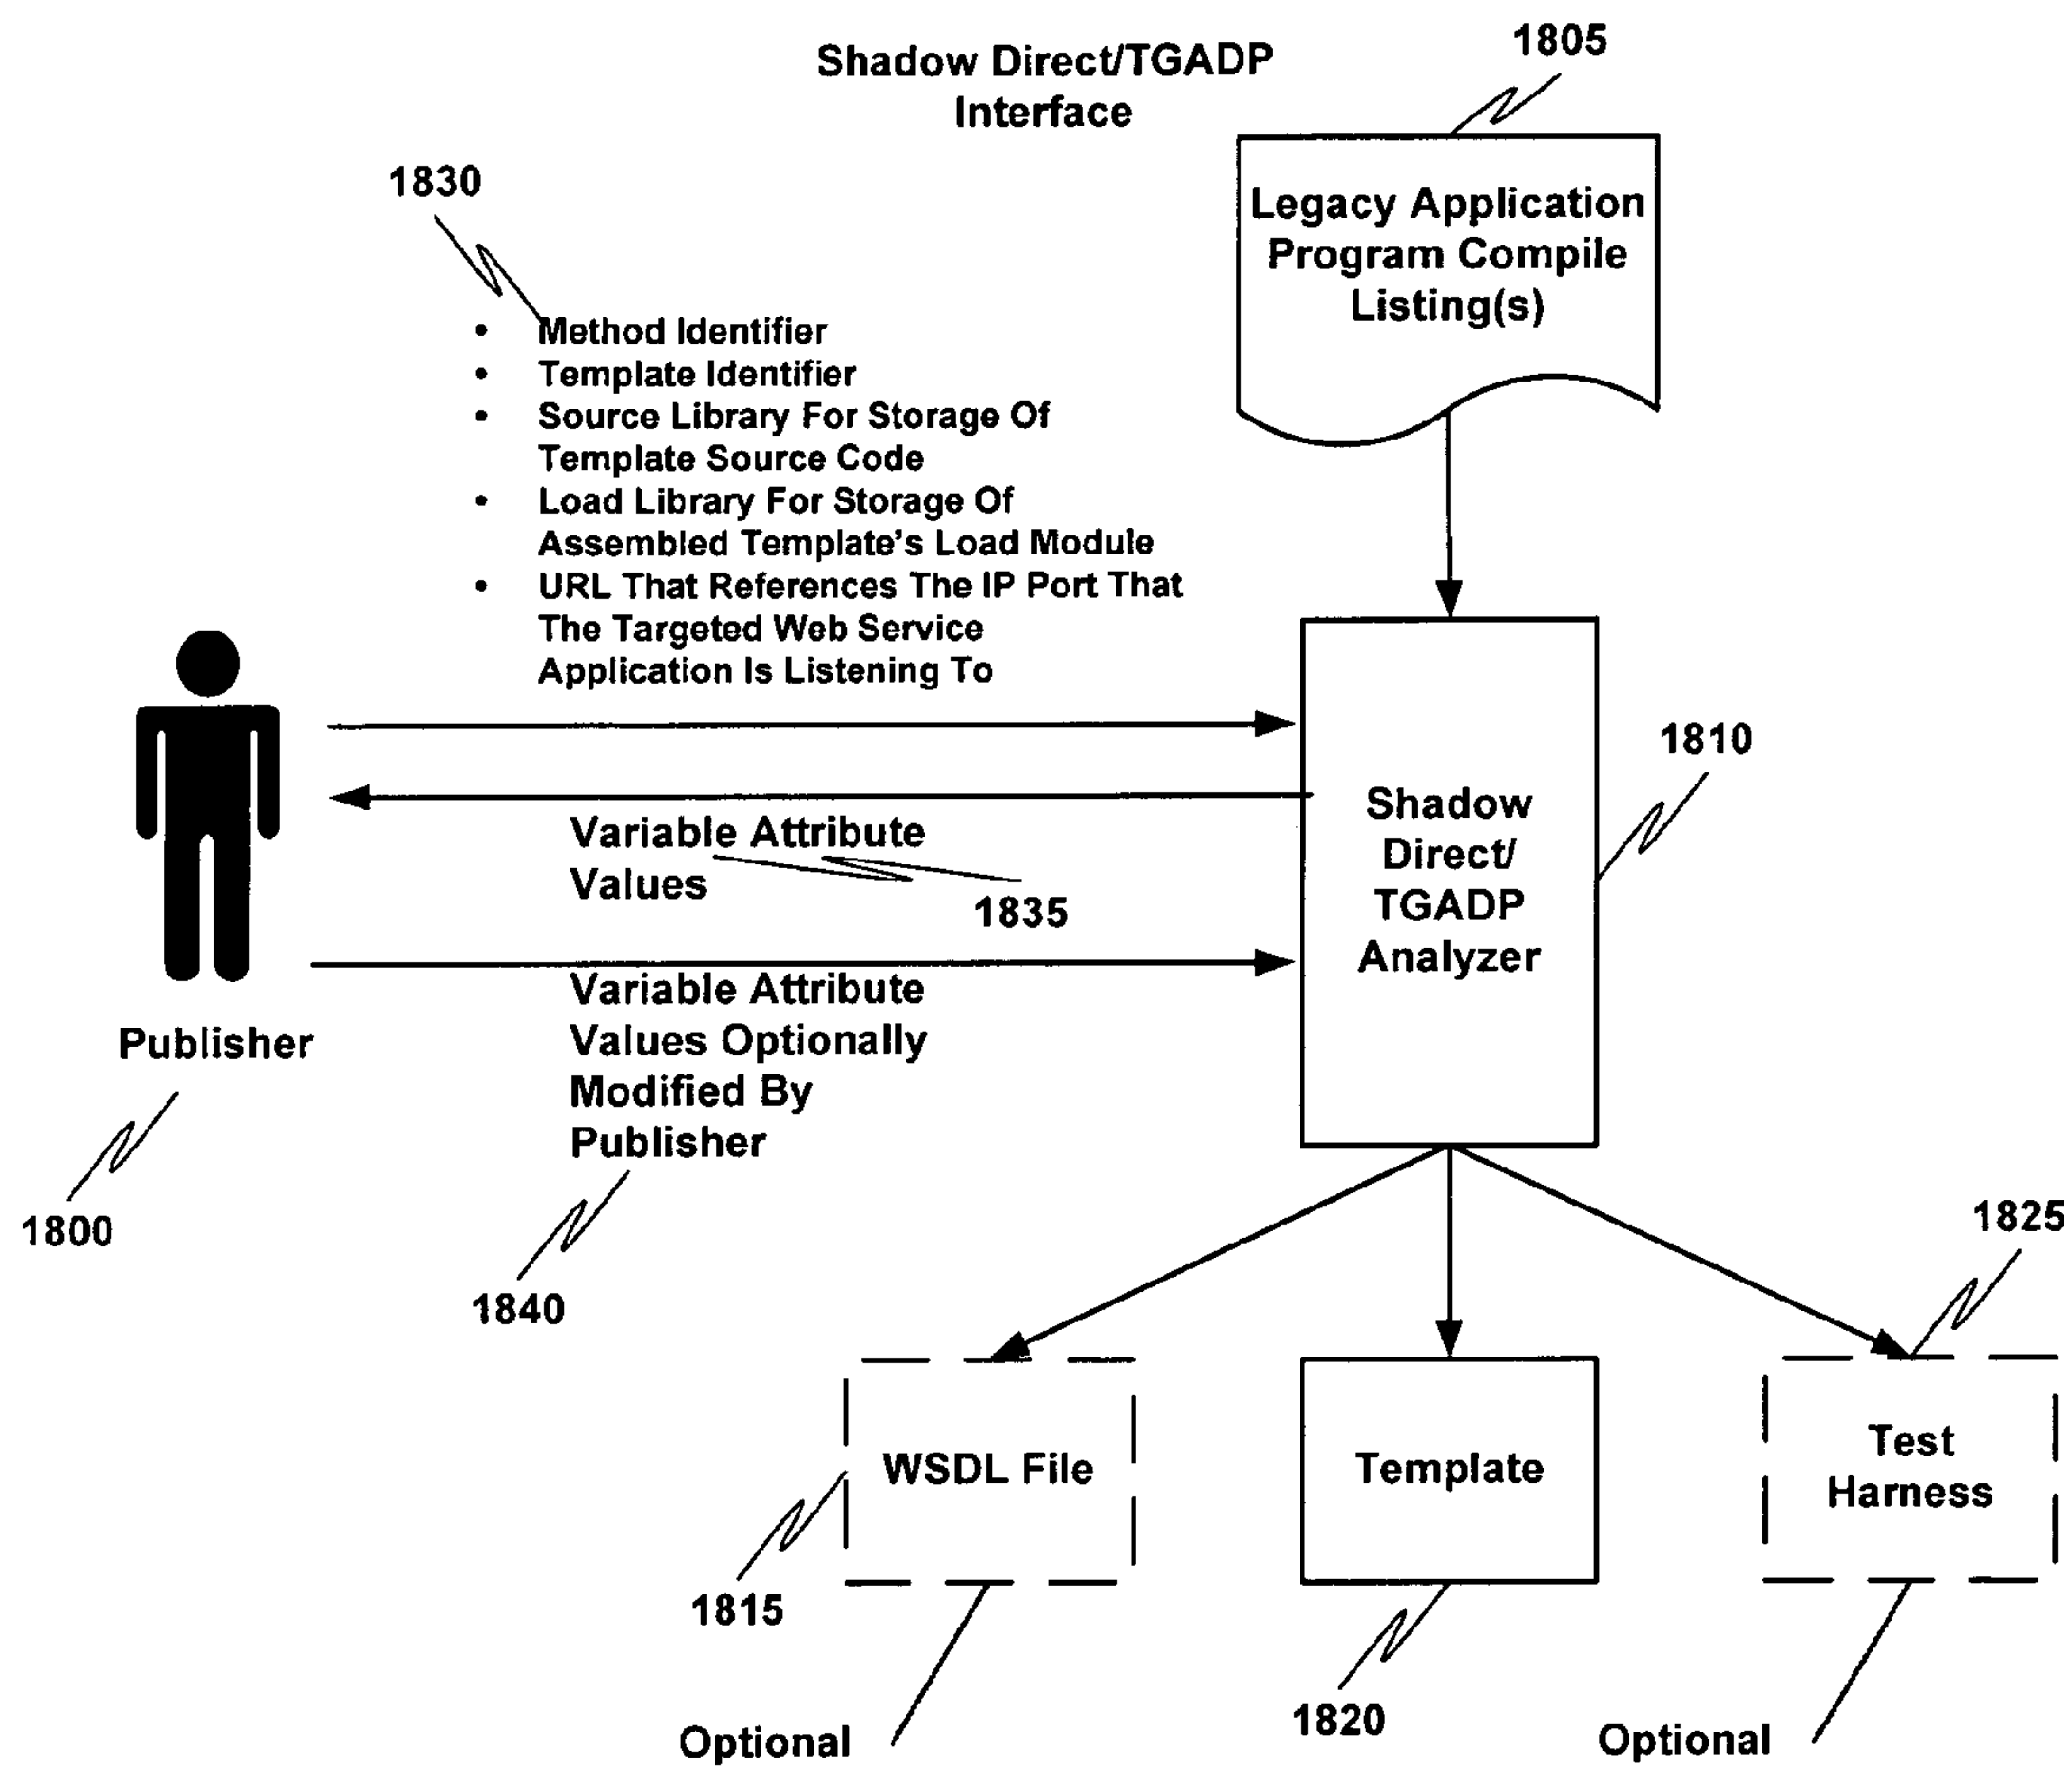 Shadow Direct/TGADP
Interface
1805
1830
Legacy Application
Program Compile
Listing(s)
• Method Identifier
• Template Identifier
• Source Library For Storage Of
Template Source Code
• Load Library For Storage Of
Assembled Template's Load Module
• URL That References The IP Port That
The Targeted Web Service
Application Is Listening To
1810
Shadow
Direct/
TGADP
Analyzer
Variable Attribute
Values
1835
Variable Attribute
Values Optionally
Modified By
Publisher
Publisher
1800
1840
1825
WSDL File
Template
Test
Harness
1815
1820
Optional
Optional